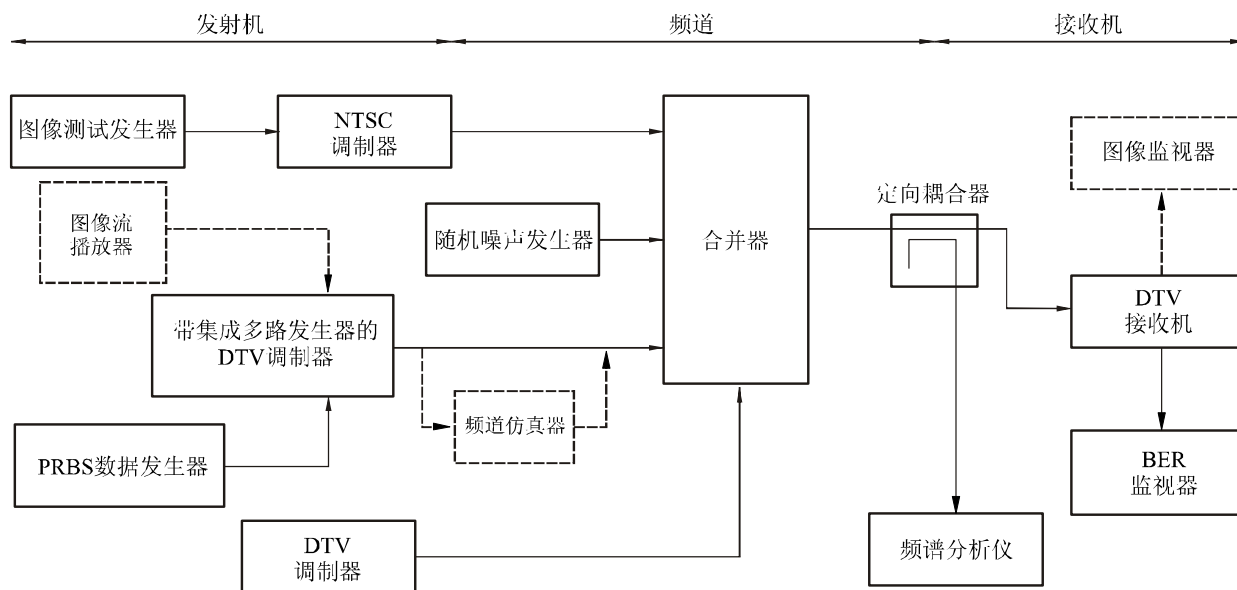 发射机
频道
接收机
图像测试发生器
NTSC
调制器
图像监视器
图像流
播放器
定向耦合器
随机噪声发生器
合并器
带集成多路发生器的
DTV调制器
DTV
接收机
频道仿真器
PRBS数据发生器
BER
监视器
DTV
调制器
频谱分析仪